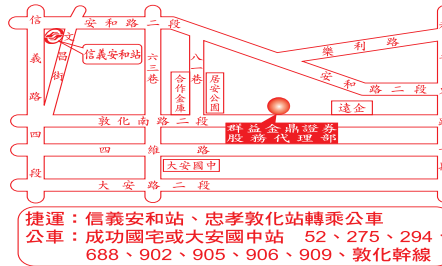 信義路四段
安和路二段
文昌街
信義安和站
六三巷
八一巷
樂利路
安和路二段
合作金庫
居安公園
遠企
敦化南路二段
群益金鼎證券
股務代理部
四維路
大安國中
大安路二段
捷運：信義安和站、忠孝敦化站轉乘公車
公車：成功國宅或大安國中站　52、275、294、
688、902、905、906、909、敦化幹線